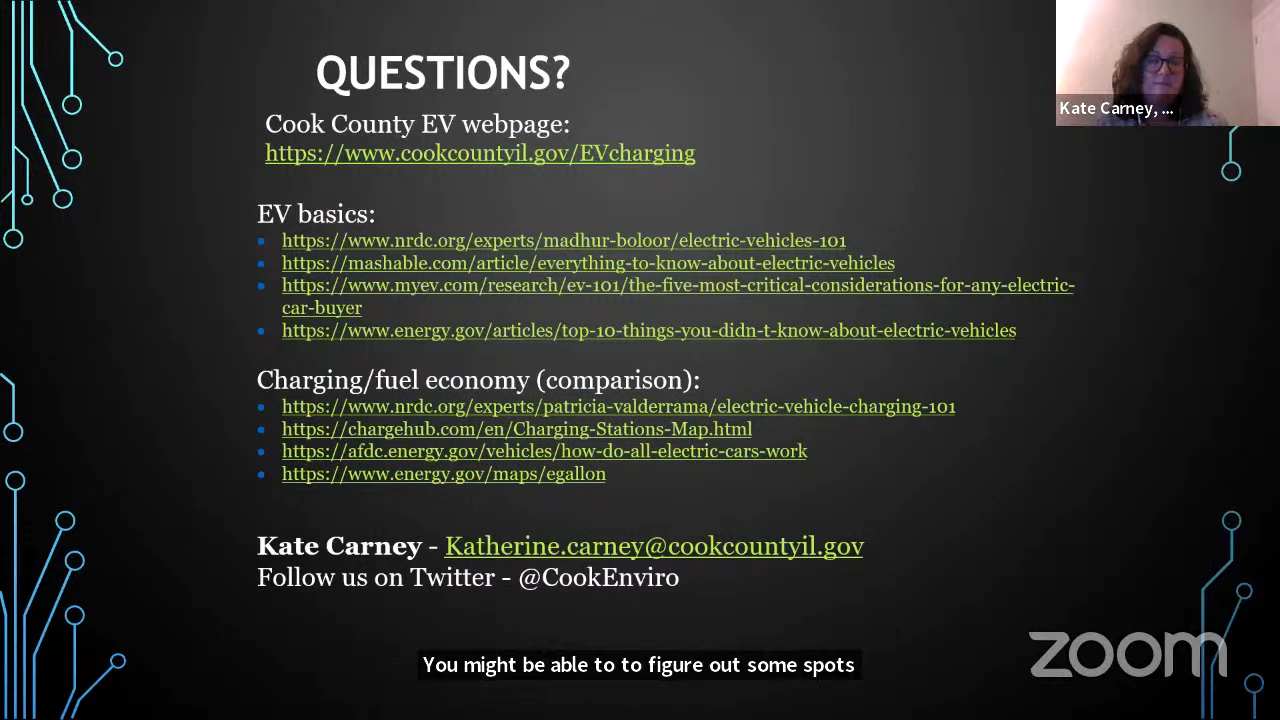 QUESTIONS?
Cook County EV webpage:
https://www.cookcountyil.gov/EVcharging
EV basics:
https://www.nrdc.org/experts/madhur-boloor/electric-vehicles-101
https://mashable.com/article/everything-to-know-about-electric-vehicles
https://www.myev.com/research/ev-101/the-five-most-critical-considerations-for-any-electric-
car-buyer
https://www.energy.gov/articles/top-10-things-you-didn-t-know-about-electric-vehicles
Charging/fuel economy (comparison):
https://www.nrdc.org/experts/patricia-valderrama/electric-vehicle-charging-101
https://chargehub.com/en/Charging-Stations-Map.html
https://afdc.energy.gov/vehicles/how-do-all-electric-cars-work
https://www.energy.gov/maps/egallon
Kate Carney - Katherine.carney@cookcountyil.gov
Follow us on Twitter - @CookEnviro
Kate Carney, ...
You might be able to to figure out some spots
zoom